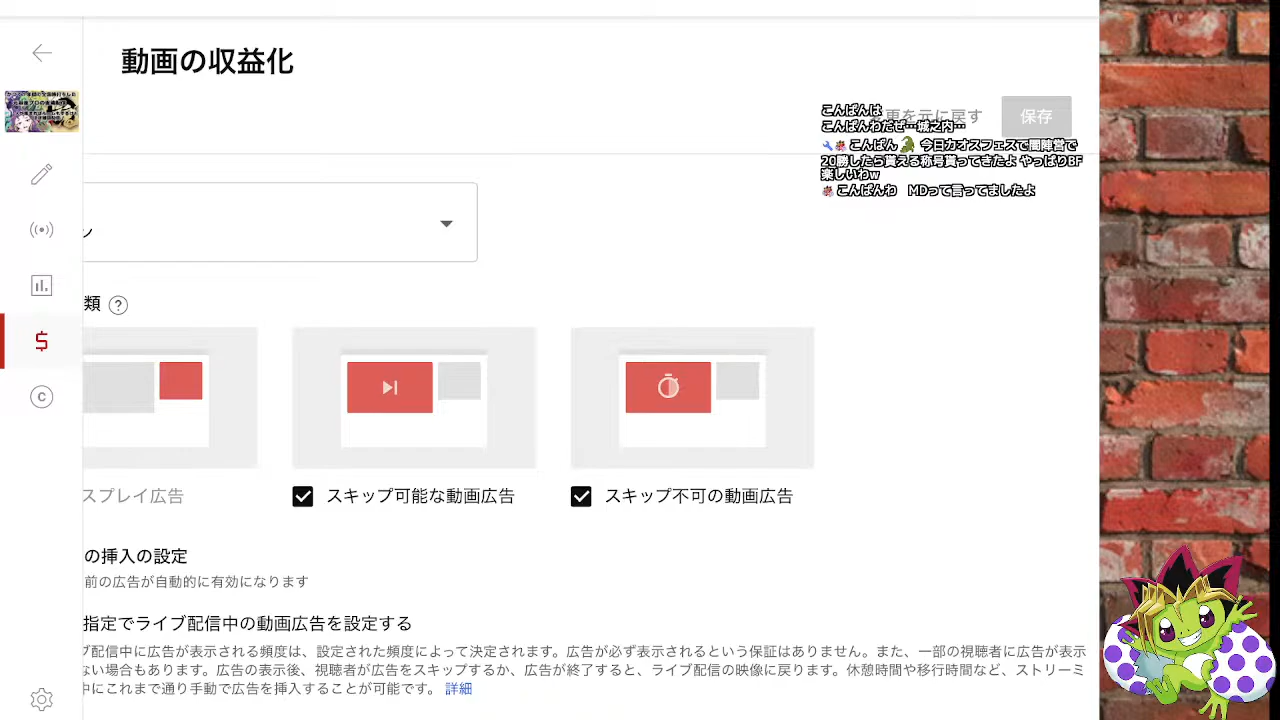 動画の収益化
更を元に戻す
保存
こんばんは
こんばんわだぜ…城之内…
こんばん 今日カオスフェスで闇陣営で
20勝したら貰える称号貰ってきたよ やっぱりBF
楽しいわw
こんばんわ MDって言ってましたよ
ン
類
スプレイ広告
スキップ可能な動画広告
スキップ不可の動画広告
の挿入の設定
前の広告が自動的に有効になります
指定でライブ配信中の動画広告を設定する
ブ配信中に広告が表示される頻度は、設定された頻度によって決定されます。広告が必ず表示されるという保証はありません。また、一部の視聴者に広告が表示
ない場合もあります。広告の表示後、視聴者が広告をスキップするか、広告が終了すると、ライブ配信の映像に戻ります。休憩時間や移行時間など、ストリーミ
中にこれまで通り手動で広告を挿入することが可能です。 詳細